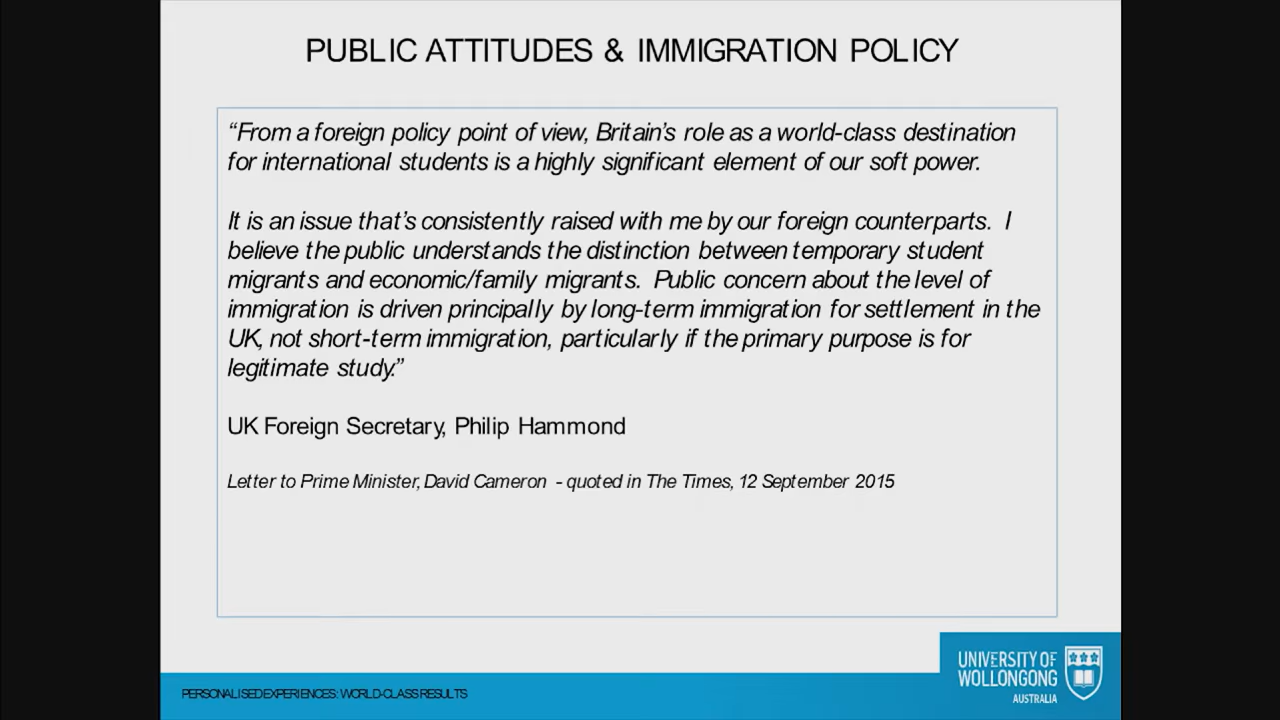 PUBLIC ATTITUDES & IMMIGRATION POLICY
“From a foreign policy point of view, Britain’s role as a world-class destination
for international students is a highly significant element of our soft power.
It is an issue that’s consistently raised with me by our foreign counterparts.  I
believe the public understands the distinction between temporary student
migrants and economic/family migrants.  Public concern about the level of
immigration is driven principally by long-term immigration for settlement in the
UK, not short-term immigration, particularly if the primary purpose is for
legitimate study.”
UK Foreign Secretary, Philip Hammond
Letter to Prime Minister, David Cameron  - quoted in The Times, 12 September 2015
UNIVERSITY OF
WOLLONGONG
AUSTRALIA
PERSONALISED EXPERIENCES: WORLD-CLASS RESULTS